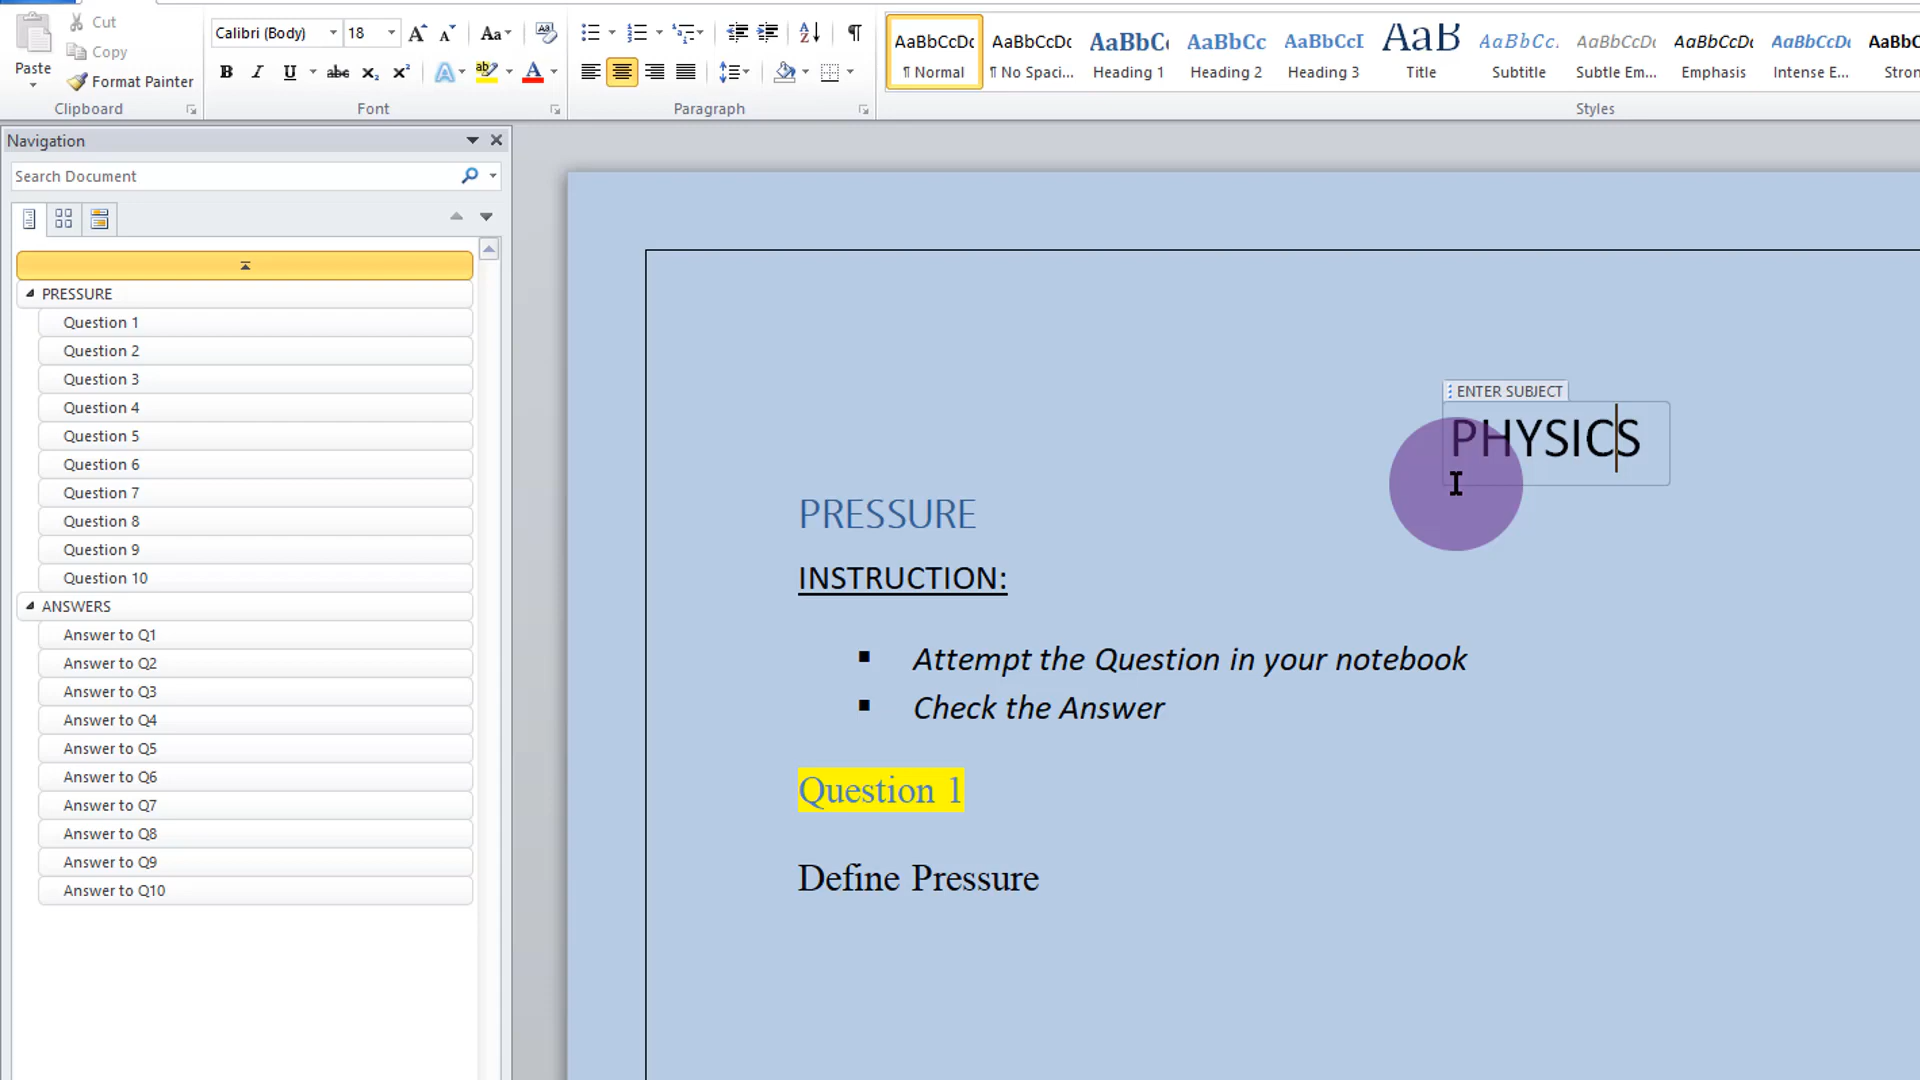 Cut
Copy
Paste
Format Painter
Clipboard
Calibri (Body)
18
Aa
B I U abc X₂ X² A ab A
Font
A
Z
¶
Paragraph
AaBbCcDc AaBbCcDc AaBbC AaBbCc AaBbCcI AaB AaBbCc. AaBbCcDc AaBbCcDc AaBbCcDc AaBbC
¶ Normal ¶ No Spaci... Heading 1 Heading 2 Heading 3 Title Subtitle Subtle Em... Emphasis Intense E... Stron
Styles
Navigation
Search Document
PRESSURE
Question 1
Question 2
Question 3
Question 4
Question 5
Question 6
Question 7
Question 8
Question 9
Question 10
ANSWERS
Answer to Q1
Answer to Q2
Answer to Q3
Answer to Q4
Answer to Q5
Answer to Q6
Answer to Q7
Answer to Q8
Answer to Q9
Answer to Q10
ENTER SUBJECT
PHYSICS
PRESSURE
INSTRUCTION:
▪ Attempt the Question in your notebook
▪ Check the Answer
Question 1
Define Pressure